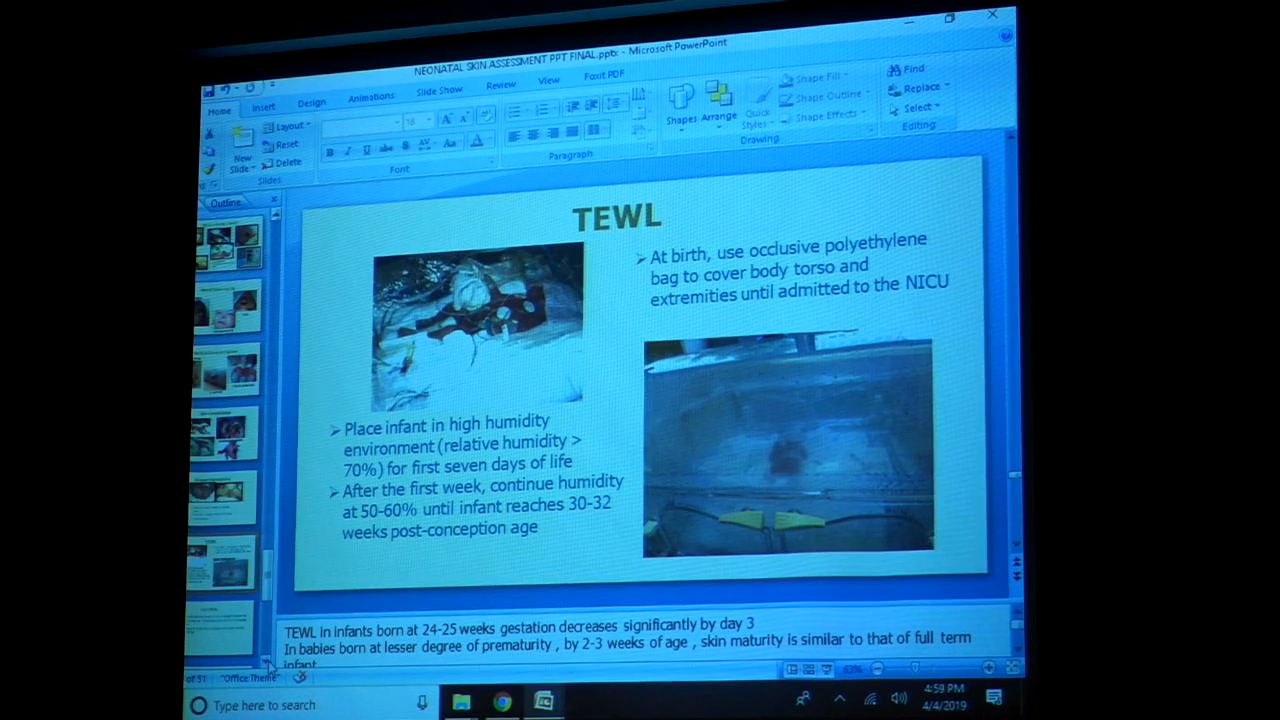 NEONATAL SKIN ASSESSMENT PPT FINAL.pptx - Microsoft PowerPoint
Home Insert Design Animations Slide Show Review View Foxit PDF
New
Slide
Layout
Reset
Delete
Slides
18
Font
Paragraph
Shapes Arrange Quick
Styles
Shape Fill
Shape Outline
Shape Effects
Drawing
Find
Replace
Select
Editing
Outline
TEWL
At birth, use occlusive polyethylene
bag to cover body torso and
extremities until admitted to the NICU
Place infant in high humidity
environment (relative humidity >
70%) for first seven days of life
After the first week, continue humidity
at 50-60% until infant reaches 30-32
weeks post-conception age
TEWL in infants born at 24-25 weeks gestation decreases significantly by day 3
In babies born at lesser degree of prematurity , by 2-3 weeks of age , skin maturity is similar to that of full term
infant
of 51 "Office Theme" 63%
Type here to search
4:59 PM
4/4/2019